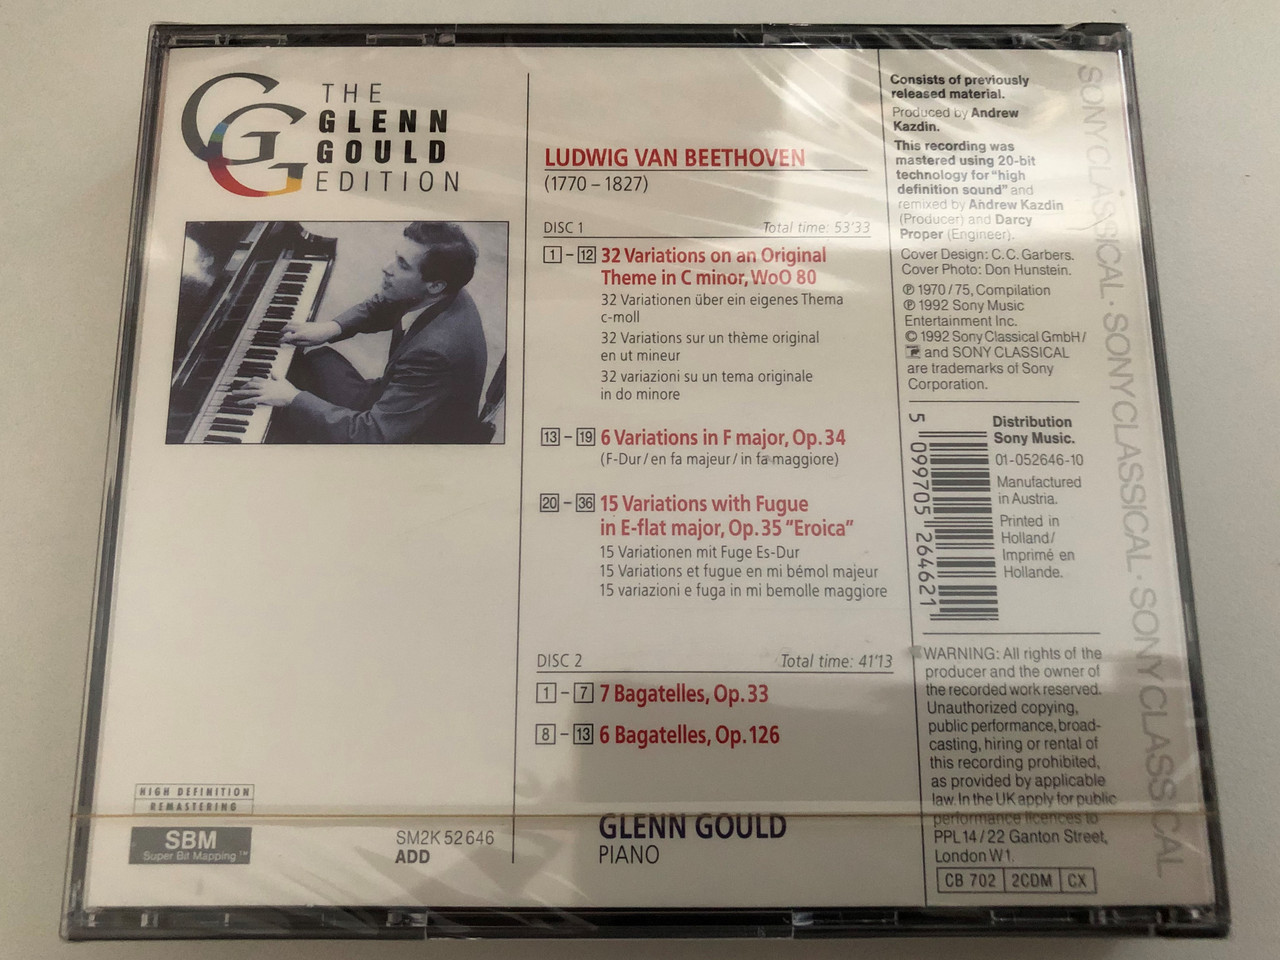 THE
GLENN
GOULD
EDITION
HIGH DEFINITION
REMASTERING
SBM
Super Bit Mapping™
SM2K 52646
ADD
LUDWIG VAN BEETHOVEN
(1770 – 1827)
DISC 1 Total time: 53'33
1 – 12 32 Variations on an Original
Theme in C minor, WoO 80
32 Variationen über ein eigenes Thema
c-moll
32 Variations sur un thème original
en ut mineur
32 variazioni su un tema originale
in do minore
13 – 19 6 Variations in F major, Op. 34
(F-Dur / en fa majeur / in fa maggiore)
20 – 36 15 Variations with Fugue
in E-flat major, Op. 35 “Eroica”
15 Variationen mit Fuge Es-Dur
15 Variations et fugue en mi bémol majeur
15 variazioni e fuga in mi bemolle maggiore
DISC 2 Total time: 41'13
1 – 7 7 Bagatelles, Op. 33
8 – 13 6 Bagatelles, Op. 126
GLENN GOULD
PIANO
Consists of previously
released material.
Produced by Andrew
Kazdin.
This recording was
mastered using 20-bit
technology for “high
definition sound” and
remixed by Andrew Kazdin
(Producer) and Darcy
Proper (Engineer).
Cover Design: C. C. Garbers.
Cover Photo: Don Hunstein.
℗ 1970 / 75, Compilation
℗ 1992 Sony Music
Entertainment Inc.
© 1992 Sony Classical GmbH /
and SONY CLASSICAL
are trademarks of Sony
Corporation.
5 099705 264621
Distribution
Sony Music.
01-052646-10
Manufactured
in Austria.
Printed in
Holland /
Imprimé en
Hollande.
WARNING: All rights of the
producer and the owner of
the recorded work reserved.
Unauthorized copying,
public performance, broad-
casting, hiring or rental of
this recording prohibited,
as provided by applicable
law. In the UK apply for public
performance licences to
PPL 14 / 22 Ganton Street,
London W1.
CB 702 2CDM CX
SONY CLASSICAL · SONY CLASSICAL · SONY CLASSICAL